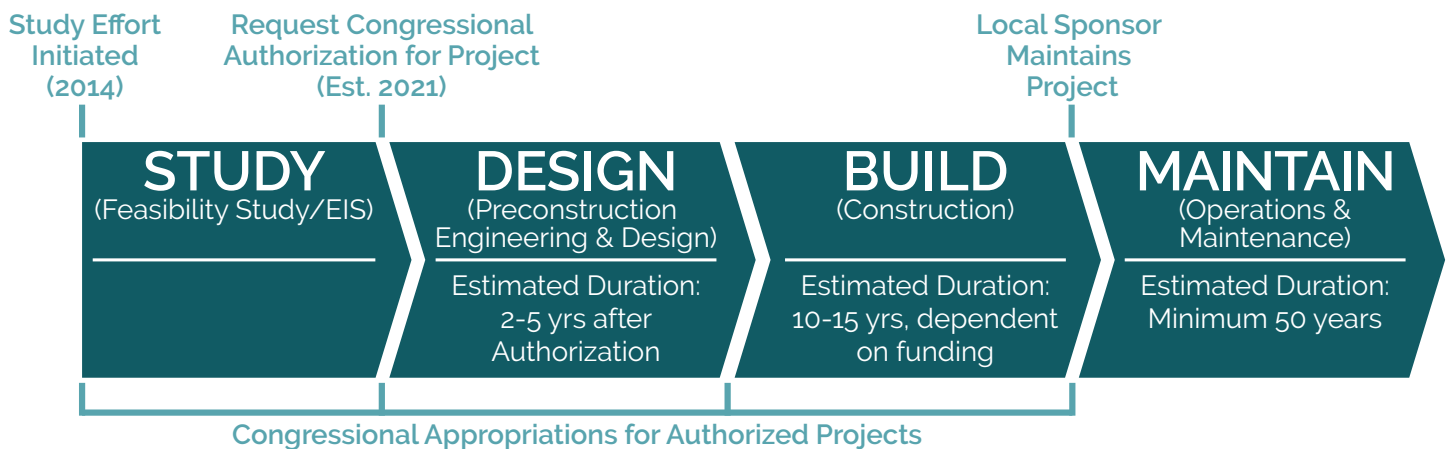 Study Effort
Initiated
(2014)
Request Congressional
Authorization for Project
(Est. 2021)
Local Sponsor
Maintains
Project
STUDY
(Feasibility Study/EIS)
DESIGN
(Preconstruction
Engineering & Design)
Estimated Duration:
2-5 yrs after
Authorization
BUILD
(Construction)
Estimated Duration:
10-15 yrs, dependent
on funding
MAINTAIN
(Operations &
Maintenance)
Estimated Duration:
Minimum 50 years
Congressional Appropriations for Authorized Projects